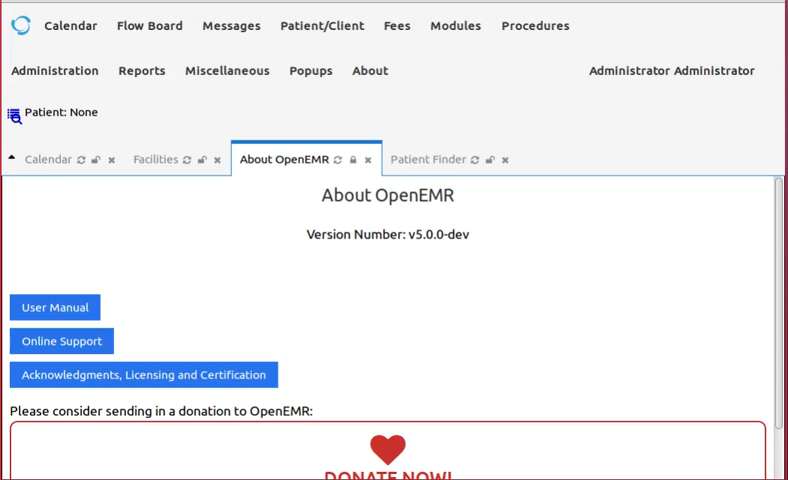 Calendar Flow Board Messages Patient/Client Fees Modules Procedures
Administration Reports Miscellaneous Popups About Administrator Administrator
Patient: None
Calendar Facilities About OpenEMR Patient Finder
About OpenEMR
Version Number: v5.0.0-dev
User Manual
Online Support
Acknowledgments, Licensing and Certification
Please consider sending in a donation to OpenEMR:
DONATE NOW!